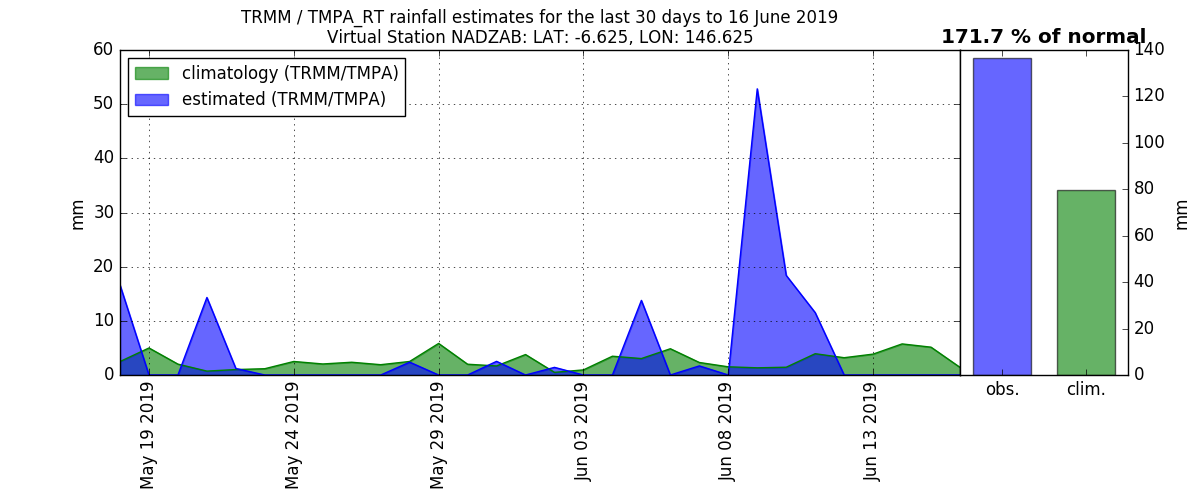 TRMM / TMPA_RT rainfall estimates for the last 30 days to 16 June 2019
Virtual Station NADZAB: LAT: -6.625, LON: 146.625
171.7 % of normal
climatology (TRMM/TMPA)
estimated (TRMM/TMPA)
60
50
40
30
20
10
0
mm
May 19 2019
May 24 2019
May 29 2019
Jun 03 2019
Jun 08 2019
Jun 13 2019
obs.
clim.
140
120
100
80
60
40
20
0
mm